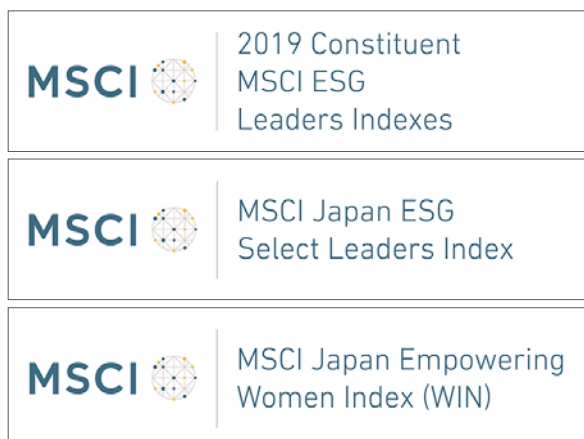 MSCI
2019 Constituent
MSCI ESG
Leaders Indexes
MSCI
MSCI Japan ESG
Select Leaders Index
MSCI
MSCI Japan Empowering
Women Index (WIN)